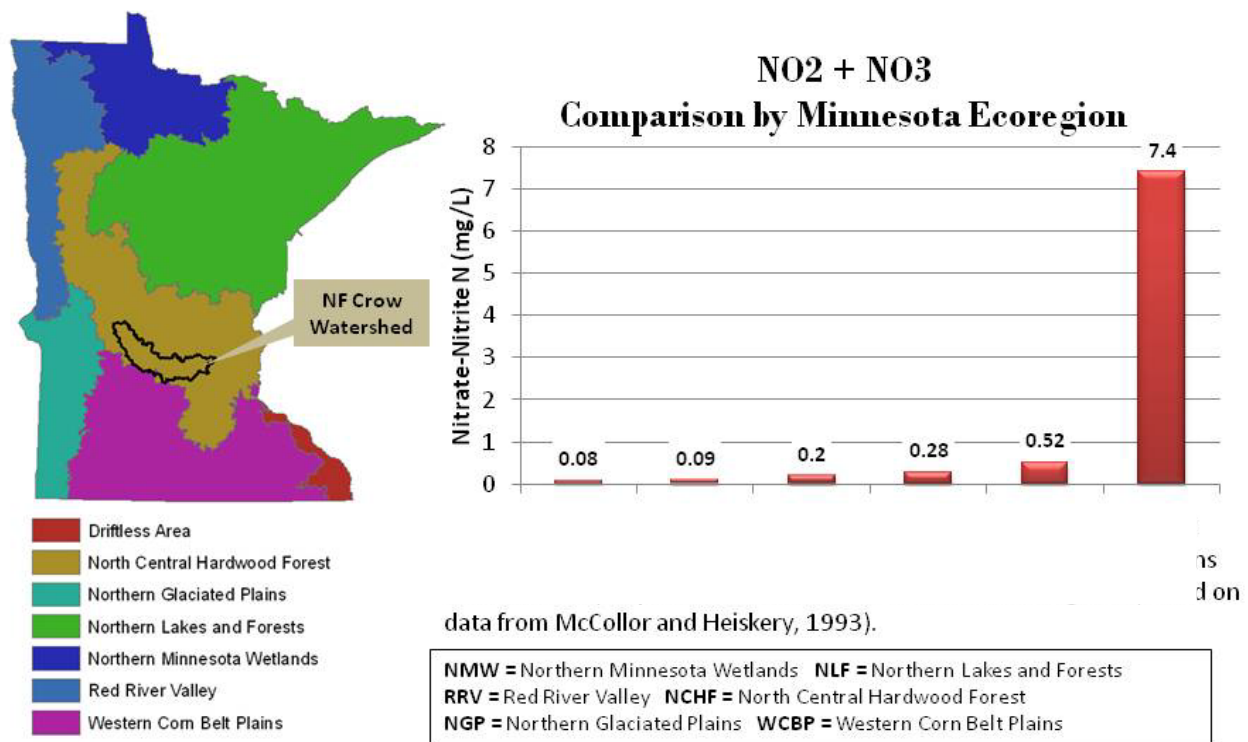 NO2 + NO3
Comparison by Minnesota Ecoregion
Nitrate-Nitrite N (mg/L)
8
7
6
5
4
3
2
1
0
0.08
0.09
0.2
0.28
0.52
7.4
NF Crow
Watershed
Driftless Area
North Central Hardwood Forest
Northern Glaciated Plains
Northern Lakes and Forests
Northern Minnesota Wetlands
Red River Valley
Western Corn Belt Plains
d on
data from McCollor and Heiskery, 1993).
NMW = Northern Minnesota Wetlands NLF = Northern Lakes and Forests
RRV = Red River Valley NCHF = North Central Hardwood Forest
NGP = Northern Glaciated Plains WCBP = Western Corn Belt Plains